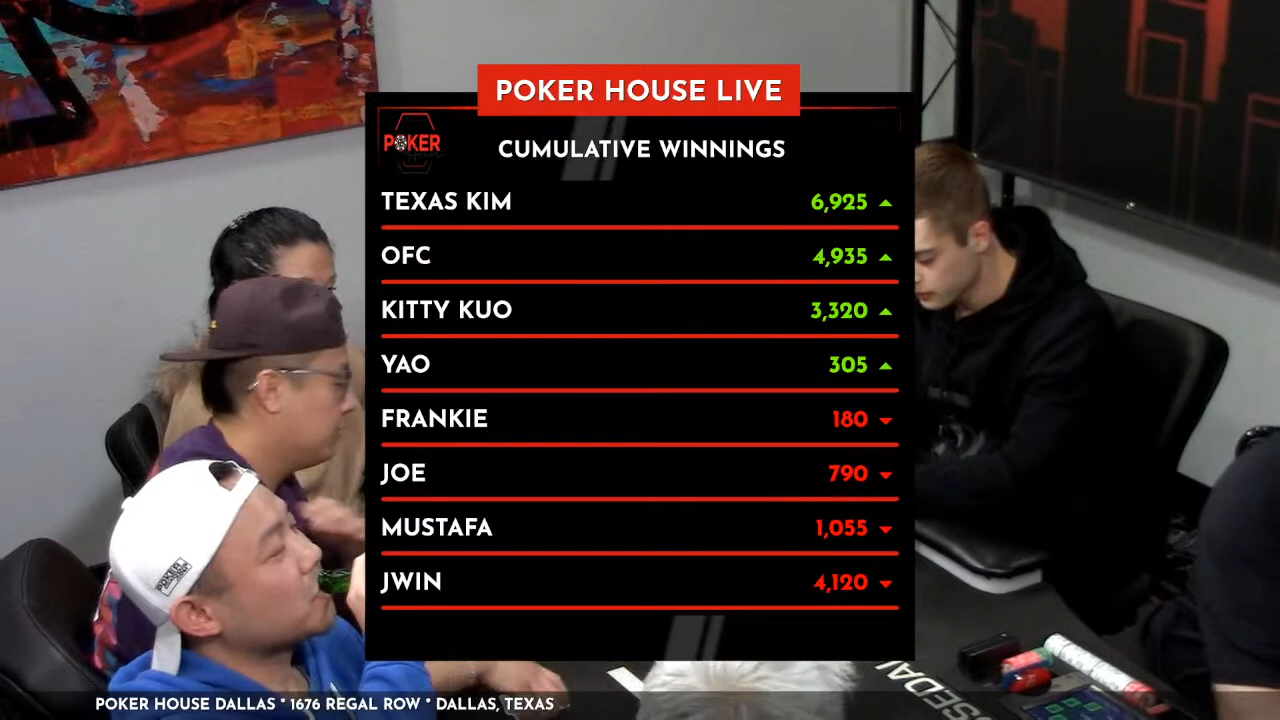 POKER HOUSE LIVE
POKER
CUMULATIVE WINNINGS
TEXAS KIM 6,925
OFC 4,935
KITTY KUO 3,320
YAO 305
FRANKIE 180
JOE 790
MUSTAFA 1,055
JWIN 4,120
POKER HOUSE DALLAS * 1676 REGAL ROW * DALLAS, TEXAS